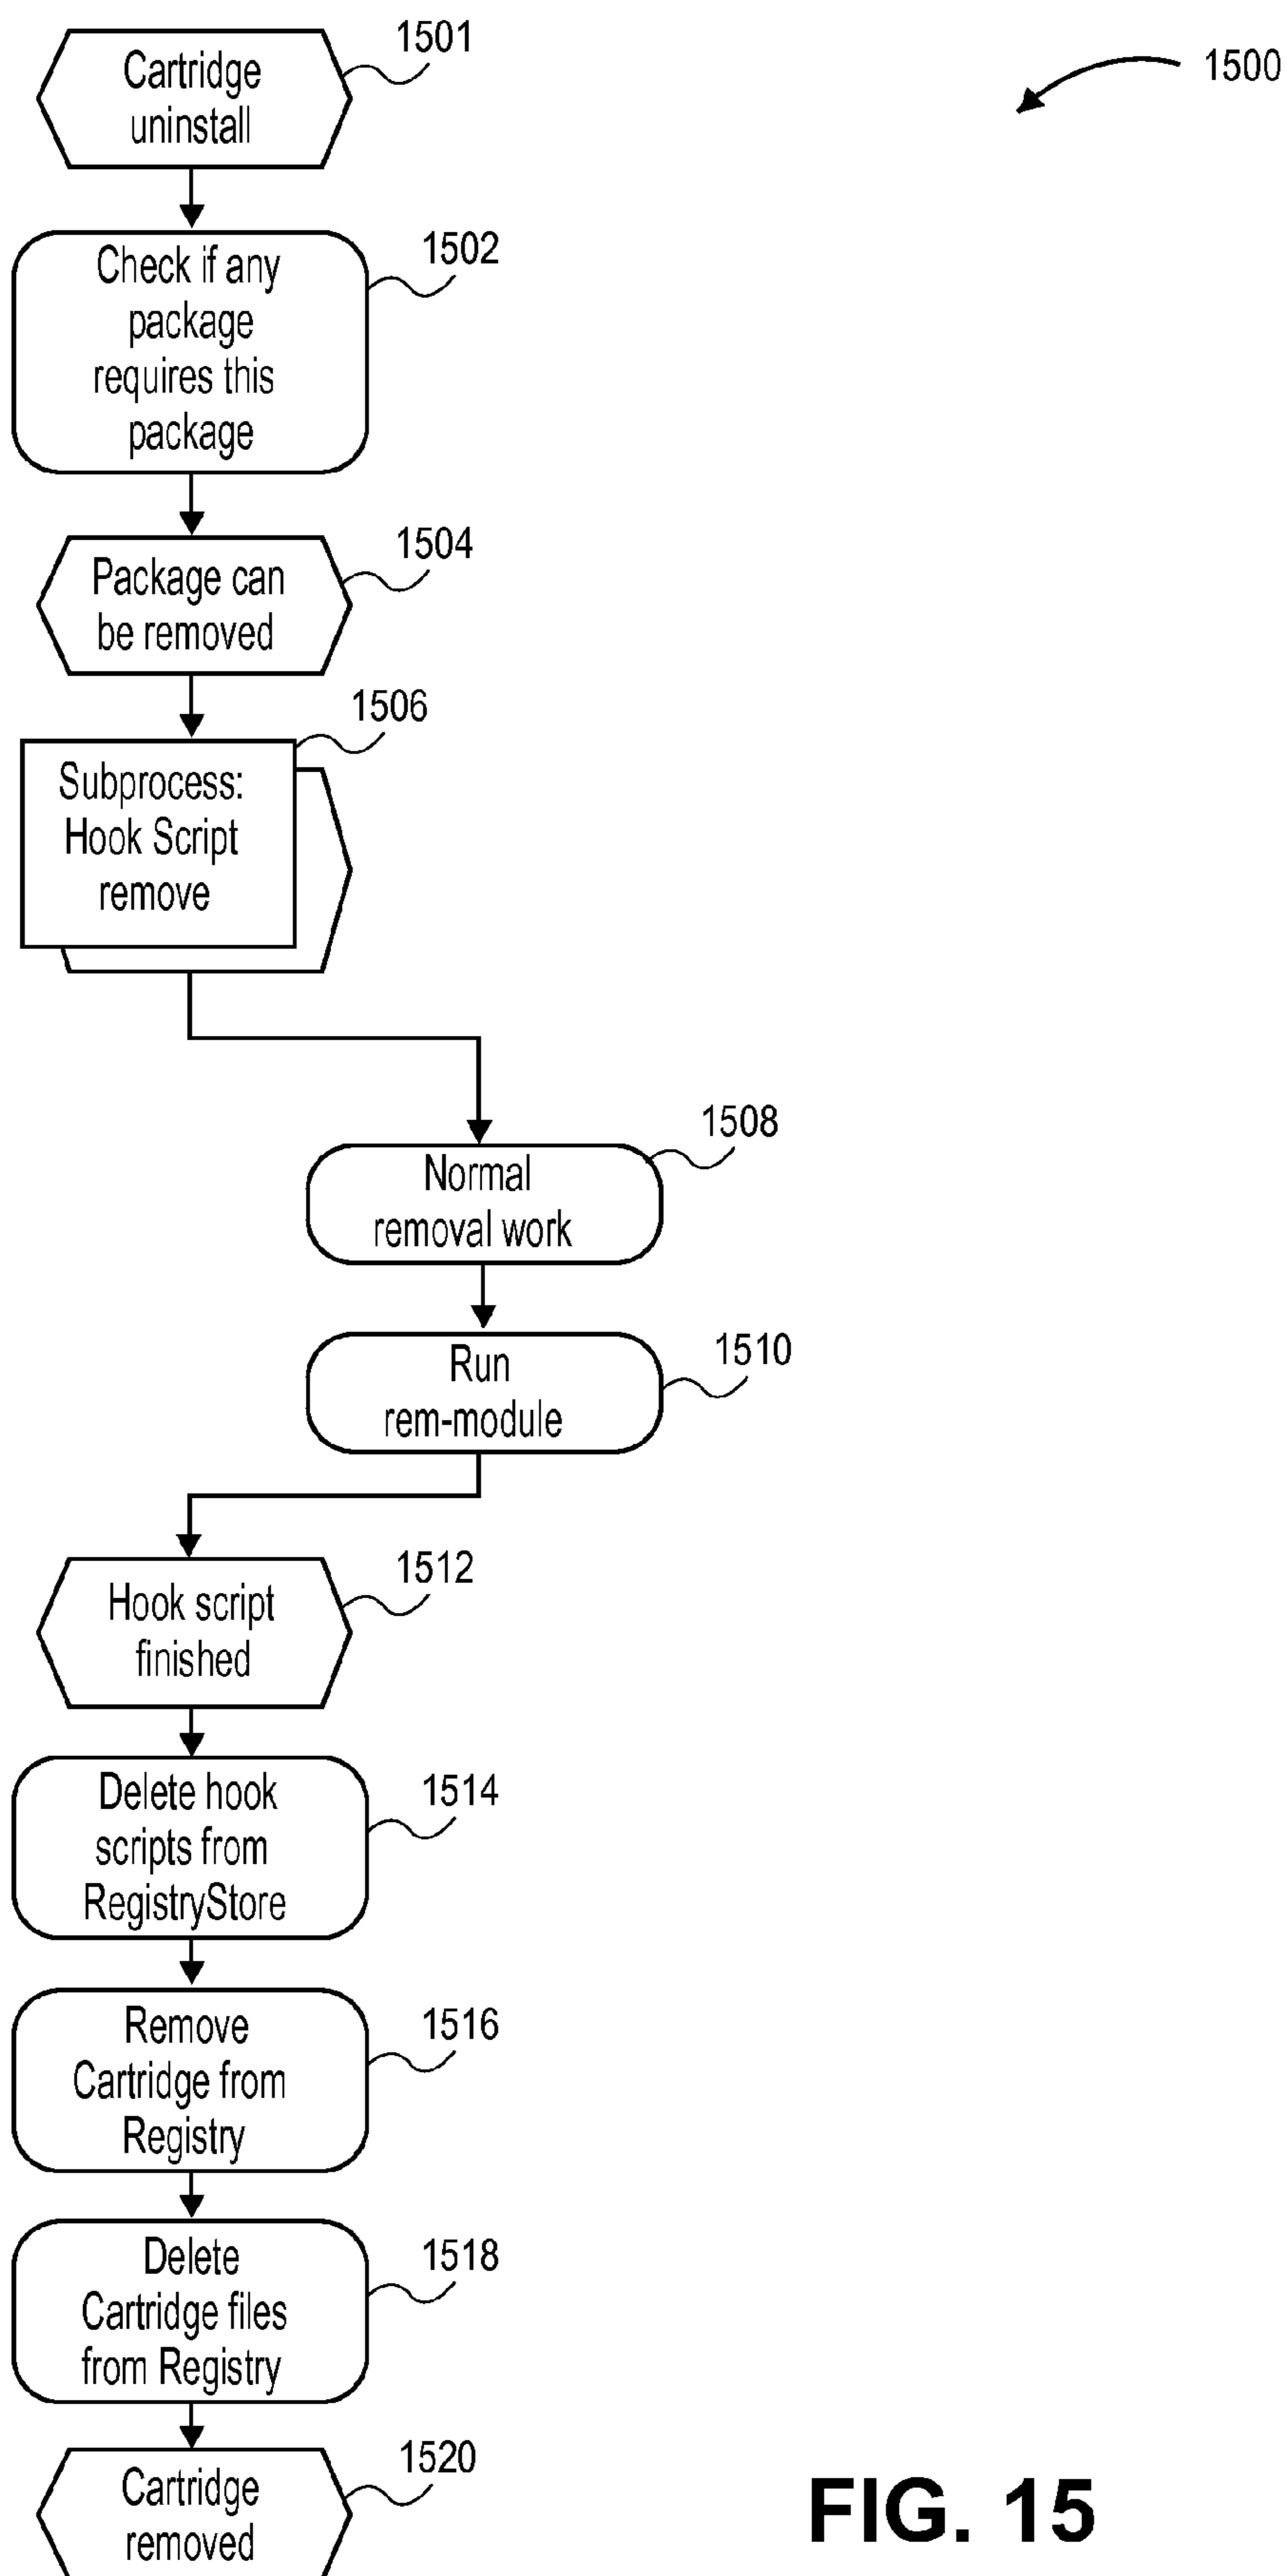 1501
Cartridge
uninstall
1500
1502
Check if any
package
requires this
package
1504
Package can
be removed
1506
Subprocess:
Hook Script
remove
1508
Normal
removal work
1510
Run
rem-module
1512
Hook script
finished
1514
Delete hook
scripts from
RegistryStore
1516
Remove
Cartridge from
Registry
1518
Delete
Cartridge files
from Registry
1520
Cartridge
removed
FIG. 15